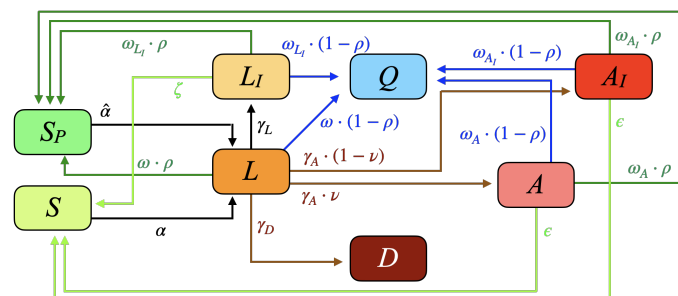 ω_{L_I} · ρ
ω_{L_I} · (1−ρ)
ω_{A_I} · (1−ρ)
ω_{A_I} · ρ
L_I
Q
A_I
ζ
α̂
γ_L
ϵ
S_P
ω · (1−ρ)
ω_A · (1−ρ)
ω · ρ
L
γ_A · (1−ν)
ω_A · ρ
γ_A · ν
A
S
α
γ_D
ϵ
D